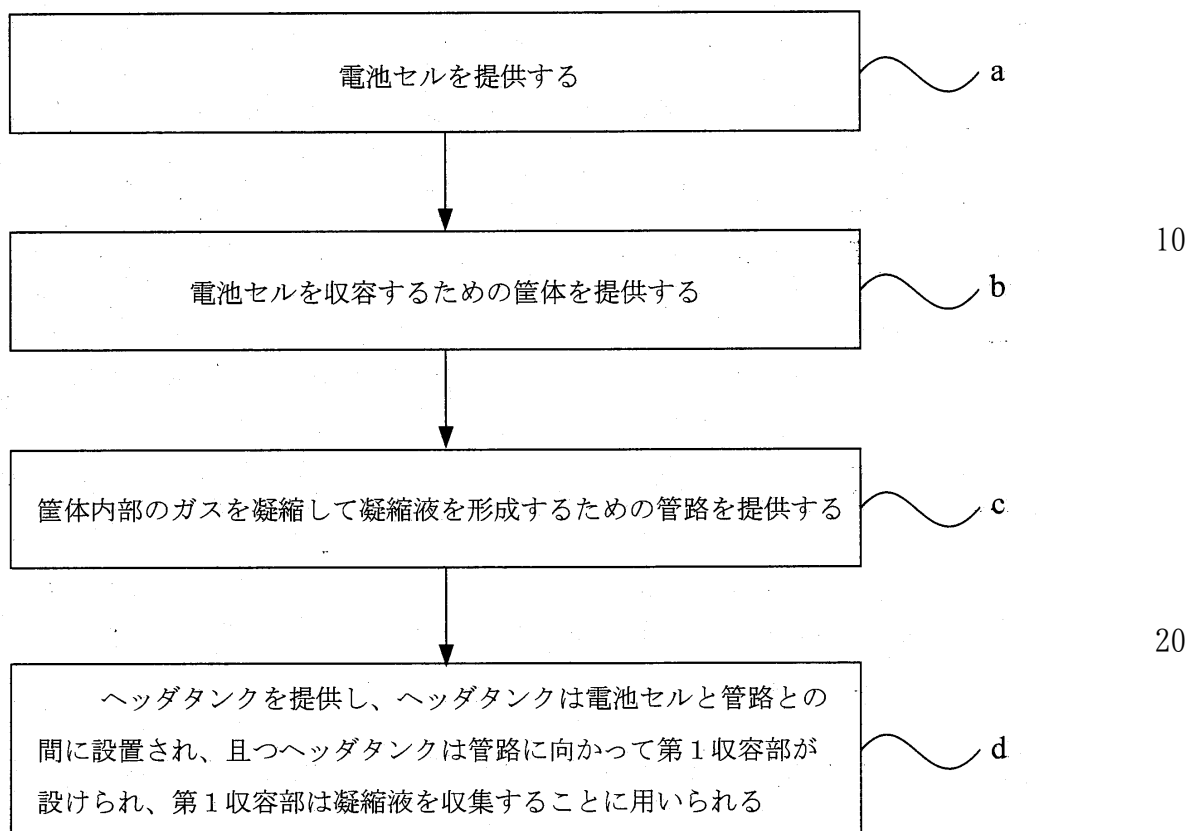 電池セルを提供する
a
10
電池セルを収容するための筐体を提供する
b
筐体内部のガスを凝縮して凝縮液を形成するための管路を提供する
c
20
ヘッダタンクを提供し、ヘッダタンクは電池セルと管路との
間に設置され、且つヘッダタンクは管路に向かって第1収容部が
設けられ、第1収容部は凝縮液を収集することに用いられる
d